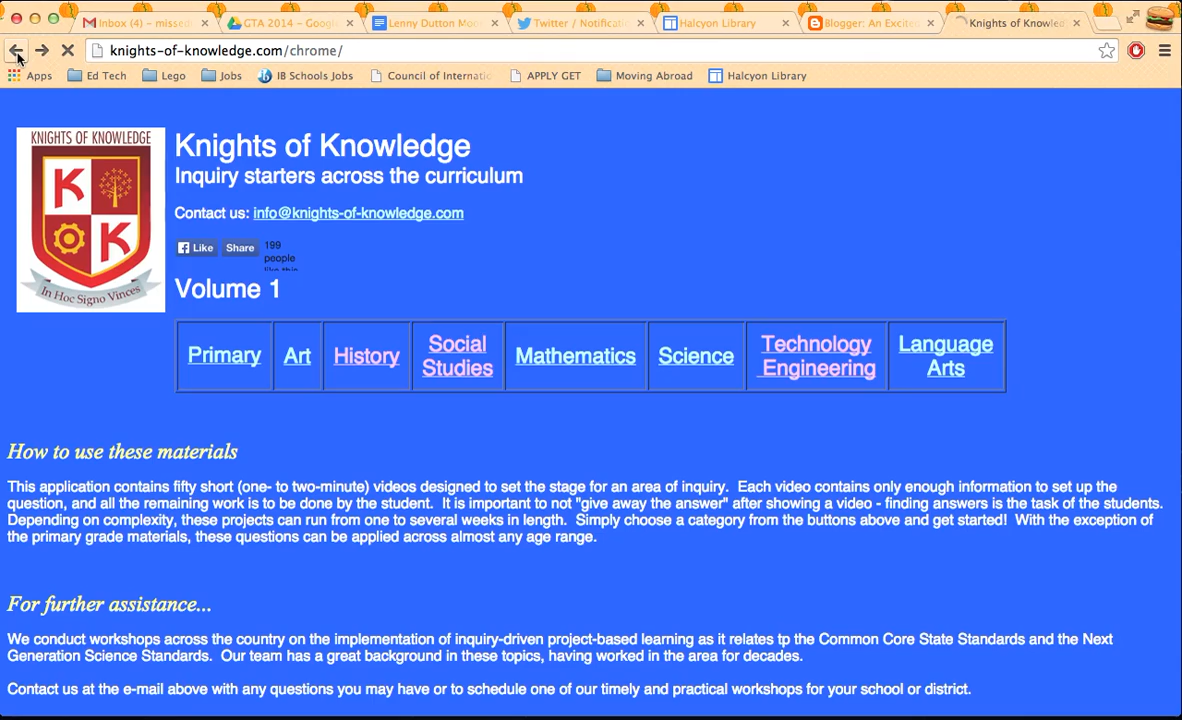 Inbox (4) – missedt
GTA 2014 – Googl
Lenny Dutton Mod
Twitter / Notificatio
Halcyon Library
Blogger: An Excite
Knights of Knowled
knights-of-knowledge.com/chrome/
Apps
Ed Tech
Lego
Jobs
IB Schools Jobs
Council of Internatio
APPLY GET
Moving Abroad
Halcyon Library
KNIGHTS OF KNOWLEDGE
K
K
In Hoc Signo Vinces
Knights of Knowledge
Inquiry starters across the curriculum
Contact us: info@knights-of-knowledge.com
Like
Share
199
people
like this
Volume 1
Primary
Art
History
Social
Studies
Mathematics
Science
Technology
Engineering
Language
Arts
How to use these materials
This application contains fifty short (one- to two-minute) videos designed to set the stage for an area of inquiry.  Each video contains only enough information to set up the
question, and all the remaining work is to be done by the student.  It is important to not "give away the answer" after showing a video - finding answers is the task of the students.
Depending on complexity, these projects can run from one to several weeks in length.  Simply choose a category from the buttons above and get started!  With the exception of
the primary grade materials, these questions can be applied across almost any age range.
For further assistance...
We conduct workshops across the country on the implementation of inquiry-driven project-based learning as it relates tp the Common Core State Standards and the Next
Generation Science Standards.  Our team has a great background in these topics, having worked in the area for decades.
Contact us at the e-mail above with any questions you may have or to schedule one of our timely and practical workshops for your school or district.